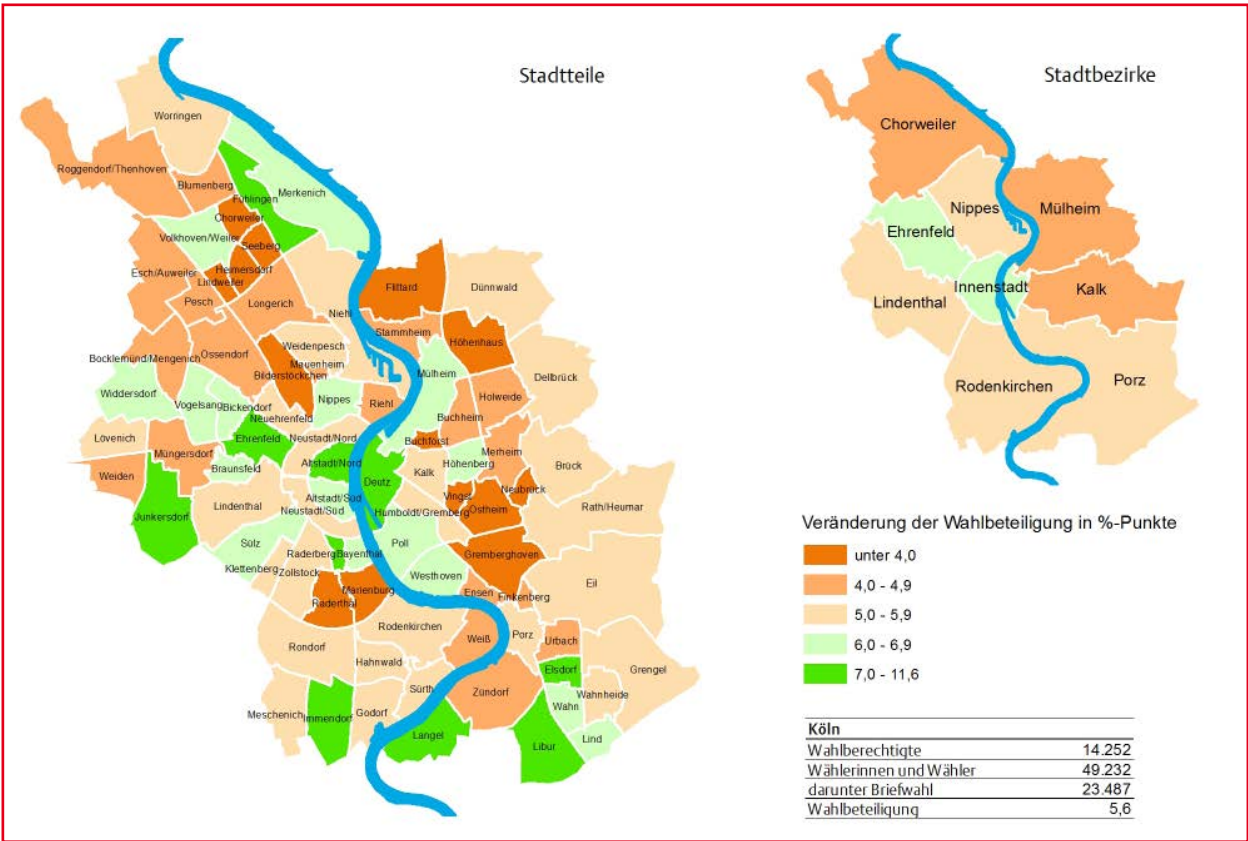 Stadtteile
Worringen
Roggendorf/Thenhoven
Blumenberg
Fühlingen
Merkenich
Chorweiler
Volkhoven/Weiler
Seeberg
Heimersdorf
Esch/Auweiler
Lindweiler
Flittard
Dünnwald
Pesch
Longerich
Niehl
Stammheim
Höhenhaus
Weidenpesch
Bocklemünd/Mengenich
Ossendorf
Mauenheim
Bilderstöckchen
Mülheim
Dellbrück
Widdersdorf
Vogelsang
Bickendorf
Nippes
Riehl
Holweide
Neuehrenfeld
Buchheim
Lövenich
Ehrenfeld
Neustadt/Nord
Buchforst
Müngersdorf
Merheim
Braunsfeld
Altstadt/Nord
Kalk
Höhenberg
Brück
Weiden
Deutz
Neubrück
Altstadt/Süd
Vingst
Lindenthal
Neustadt/Süd
Humboldt/Gremberg
Ostheim
Rath/Heumar
Junkersdorf
Sülz
Poll
Raderberg
Bayenthal
Gremberghoven
Klettenberg
Zollstock
Westhoven
Eil
Marienburg
Ensen
Finkenberg
Raderthal
Rodenkirchen
Weiß
Porz
Urbach
Rondorf
Hahnwald
Elsdorf
Grengel
Sürth
Zündorf
Wahnheide
Wahn
Meschenich
Immendorf
Godorf
Langel
Libur
Lind
Stadtbezirke
Chorweiler
Nippes
Mülheim
Ehrenfeld
Innenstadt
Kalk
Lindenthal
Rodenkirchen
Porz
Veränderung der Wahlbeteiligung in %-Punkte
unter 4,0
4,0 - 4,9
5,0 - 5,9
6,0 - 6,9
7,0 - 11,6
Köln
Wahlberechtigte 14.252
Wählerinnen und Wähler 49.232
darunter Briefwahl 23.487
Wahlbeteiligung 5,6